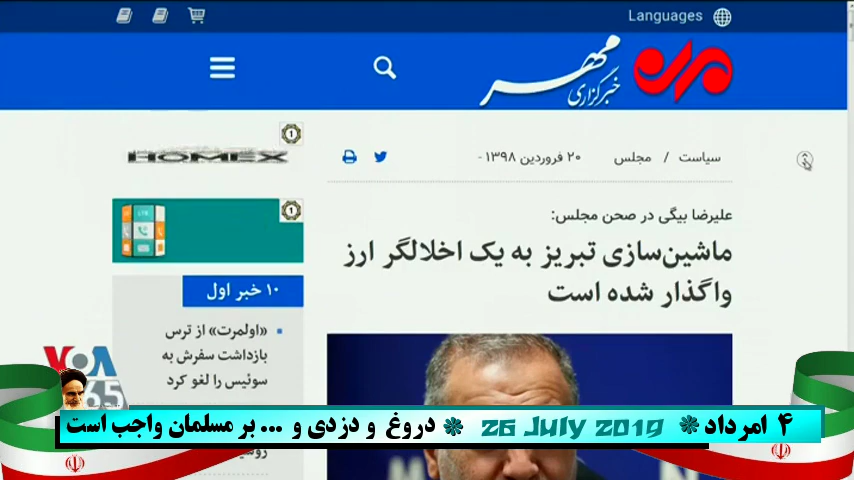 Languages
مهر
خبرگزاری
سیاست / مجلس
۲۰ فروردین ۱۳۹۸ -
علیرضا بیگی در صحن مجلس:
ماشین‌سازی تبریز به یک اخلالگر ارز
واگذار شده است
HOMEX
۱۰ خبر اول
«اولمرت» از ترس
بازداشت سفرش به
سوئیس را لغو کرد
VOA
365
۴ امرداد ❋ 26 July 2019 ❋ دروغ و دزدی و ... بر مسلمان واجب است